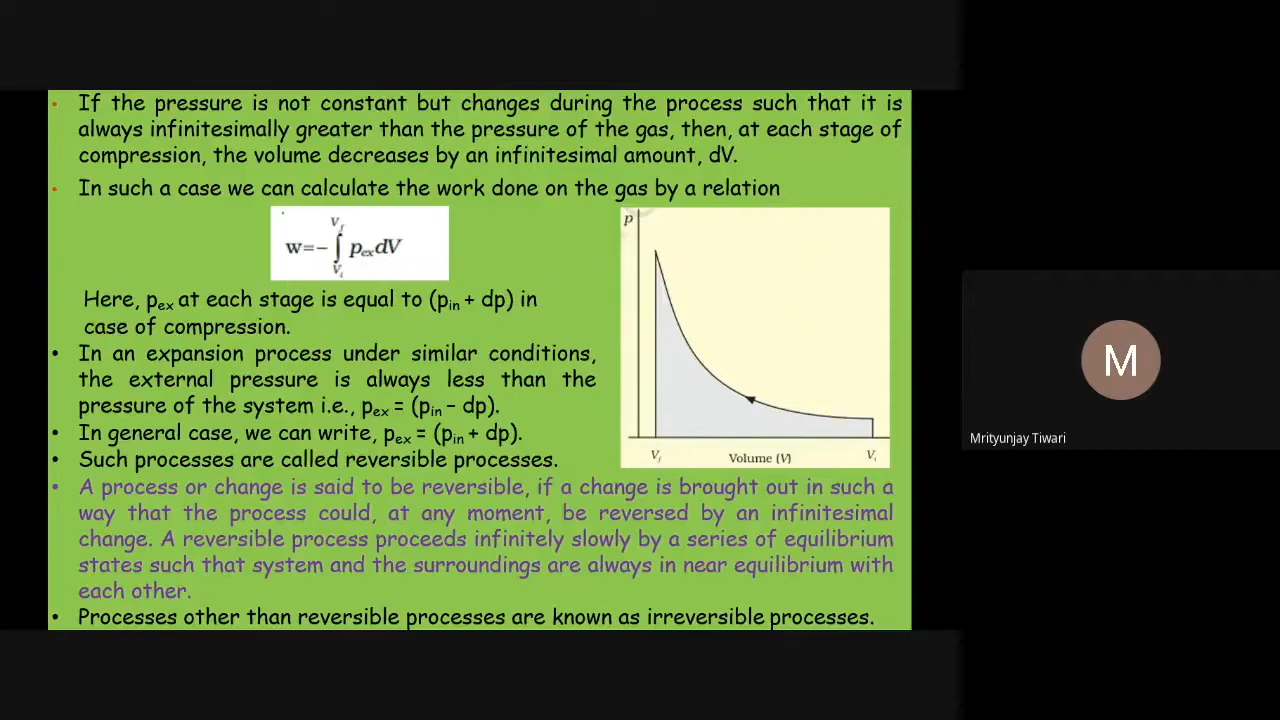 • If the pressure is not constant but changes during the process such that it is
always infinitesimally greater than the pressure of the gas, then, at each stage of
compression, the volume decreases by an infinitesimal amount, dV.
• In such a case we can calculate the work done on the gas by a relation
w=−∫ᵥᵢⱽᶠ pₑₓdV
p
Here, pₑₓ at each stage is equal to (pᵢₙ + dp) in
case of compression.
• In an expansion process under similar conditions,
the external pressure is always less than the
pressure of the system i.e., pₑₓ = (pᵢₙ – dp).
• In general case, we can write, pₑₓ = (pᵢₙ + dp).
• Such processes are called reversible processes.
V_f Volume (V) V_i
• A process or change is said to be reversible, if a change is brought out in such a
way that the process could, at any moment, be reversed by an infinitesimal
change. A reversible process proceeds infinitely slowly by a series of equilibrium
states such that system and the surroundings are always in near equilibrium with
each other.
• Processes other than reversible processes are known as irreversible processes.
M
Mrityunjay Tiwari